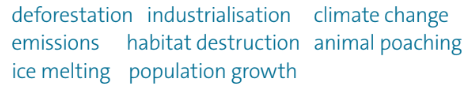 deforestation industrialisation climate change
emissions habitat destruction animal poaching
ice melting population growth